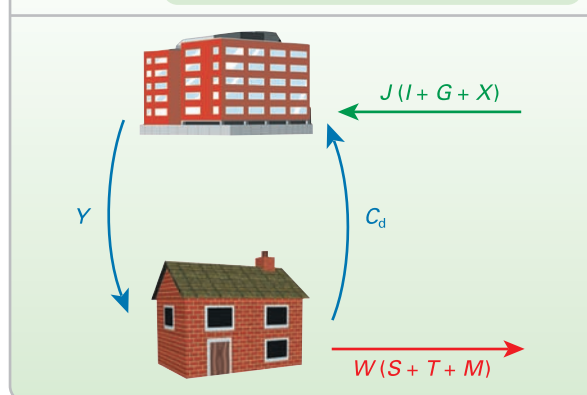 J (I + G + X)
Y
C_d
W (S + T + M)